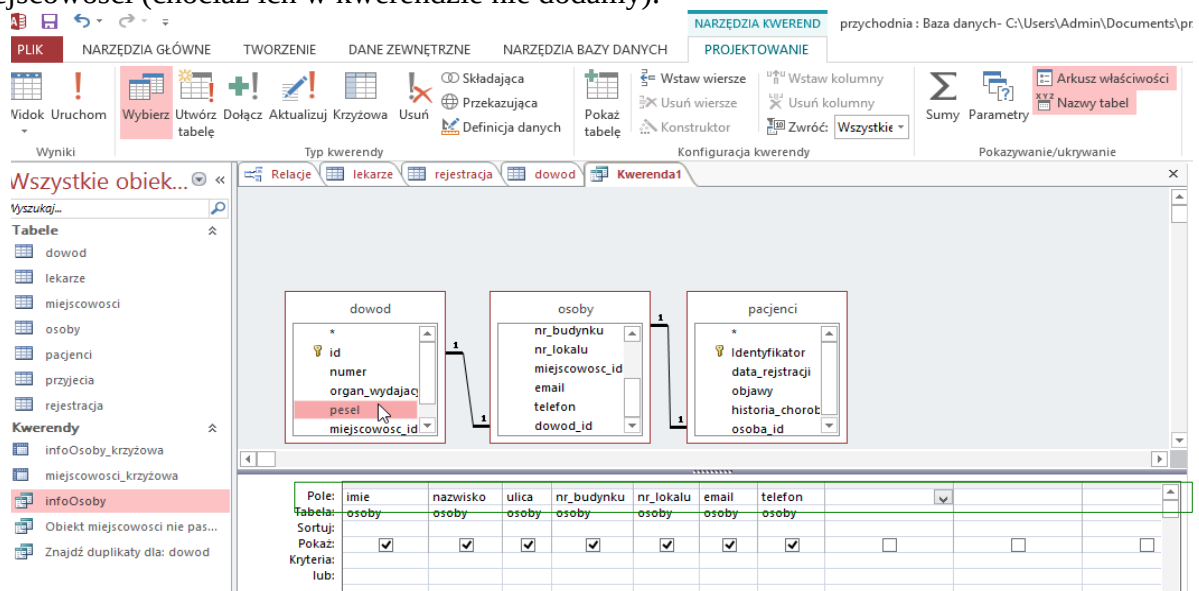 ejscowości (chociaż ich w kwerendzie nie dodamy).
NARZĘDZIA KWEREND
przychodnia : Baza danych- C:\Users\Admin\Documents\pr
PLIK NARZĘDZIA GŁÓWNE TWORZENIE DANE ZEWNĘTRZNE NARZĘDZIA BAZY DANYCH PROJEKTOWANIE
Widok Uruchom Wybierz Utwórz tabelę Dołącz Aktualizuj Krzyżowa Usuń
Składająca
Przekazująca
Definicja danych
Pokaż tabelę
Wstaw wiersze
Usuń wiersze
Konstruktor
Wstaw kolumny
Usuń kolumny
Zwróć: Wszystkie
Sumy Parametry
Arkusz właściwości
Nazwy tabel
Wyniki Typ kwerendy Konfiguracja kwerendy Pokazywanie/ukrywanie
Wszystkie obiek...
Wyszukaj...
Tabele
dowod
lekarze
miejscowosci
osoby
pacjenci
przyjecia
rejestracja
Kwerendy
infoOsoby_krzyżowa
miejscowosci_krzyżowa
infoOsoby
Obiekt miejscowosci nie pas...
Znajdź duplikaty dla: dowod
Relacje lekarze rejestracja dowod Kwerenda1
dowod
*
id
numer
organ_wydajac
pesel
miejscowosc_id
1
1
osoby
nr_budynku
nr_lokalu
miejscowosc_id
email
telefon
dowod_id
1
1
pacjenci
*
Identyfikator
data_rejstracji
objawy
historia_chorob
osoba_id
Pole: imie nazwisko ulica nr_budynku nr_lokalu email telefon
Tabela: osoby osoby osoby osoby osoby osoby osoby
Sortuj:
Pokaż:
Kryteria:
lub: